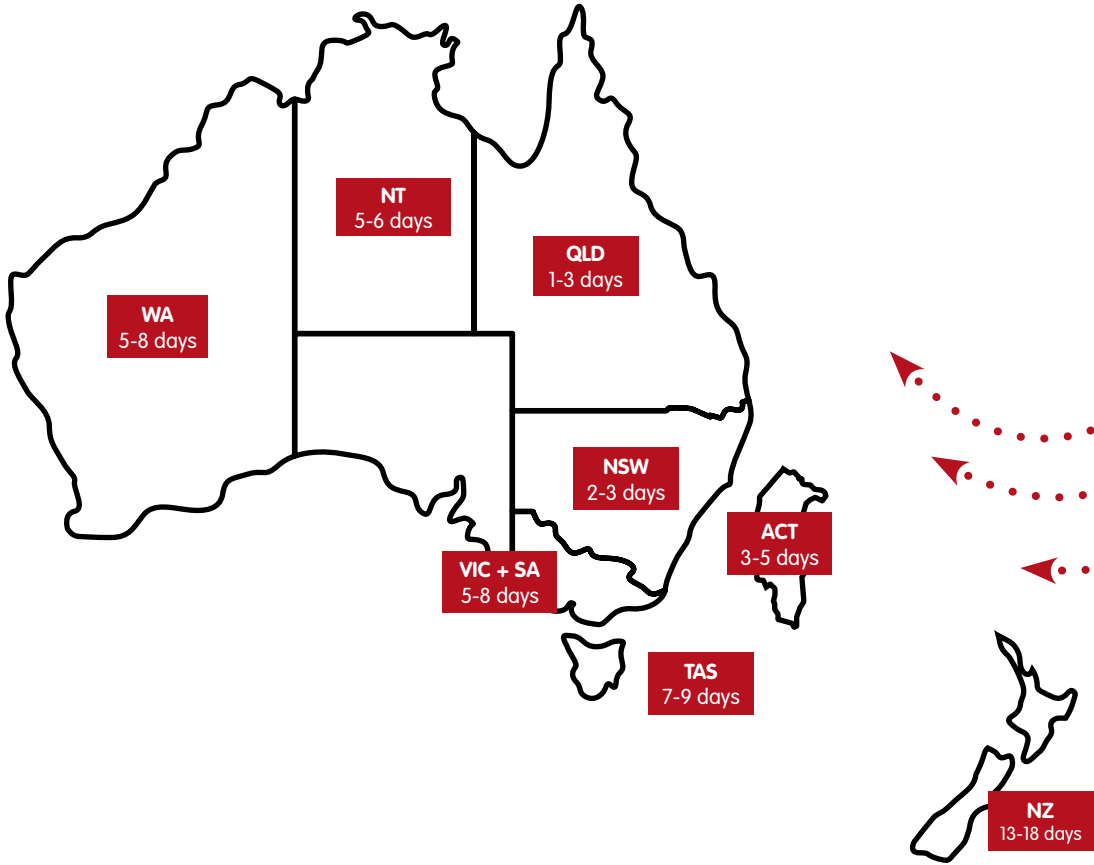 NT
5-6 days
QLD
1-3 days
WA
5-8 days
NSW
2-3 days
ACT
3-5 days
VIC + SA
5-8 days
TAS
7-9 days
NZ
13-18 days